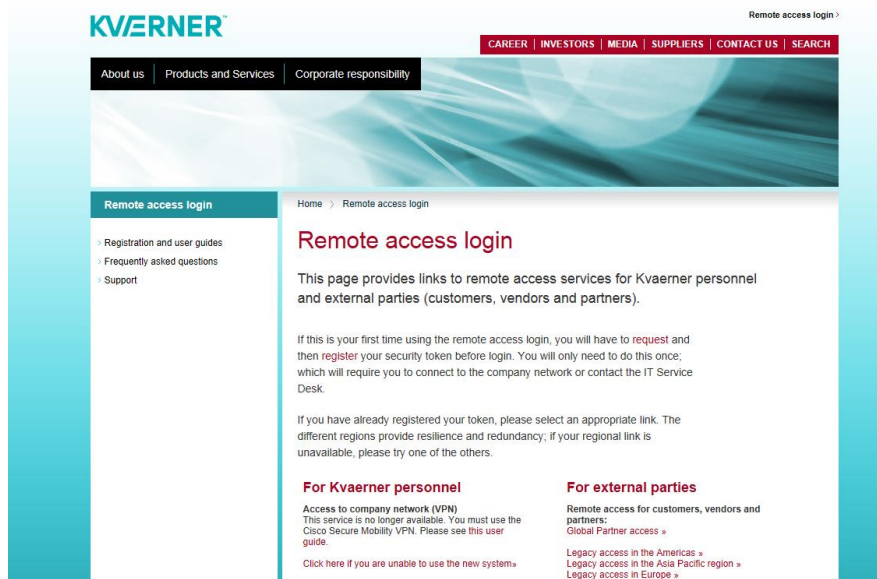 Remote access login ›
KVÆRNER™
CAREER | INVESTORS | MEDIA | SUPPLIERS | CONTACT US | SEARCH
About us | Products and Services | Corporate responsibility
Remote access login
› Registration and user guides
› Frequently asked questions
› Support
Home › Remote access login
Remote access login
This page provides links to remote access services for Kvaerner personnel
and external parties (customers, vendors and partners).
If this is your first time using the remote access login, you will have to request and
then register your security token before login. You will only need to do this once;
which will require you to connect to the company network or contact the IT Service
Desk.
If you have already registered your token, please select an appropriate link. The
different regions provide resilience and redundancy; if your regional link is
unavailable, please try one of the others.
For Kvaerner personnel
Access to company network (VPN)
This service is no longer available. You must use the
Cisco Secure Mobility VPN. Please see this user
guide.
Click here if you are unable to use the new system»
For external parties
Remote access for customers, vendors and
partners:
Global Partner access »
Legacy access in the Americas »
Legacy access in the Asia Pacific region »
Legacy access in Europe »